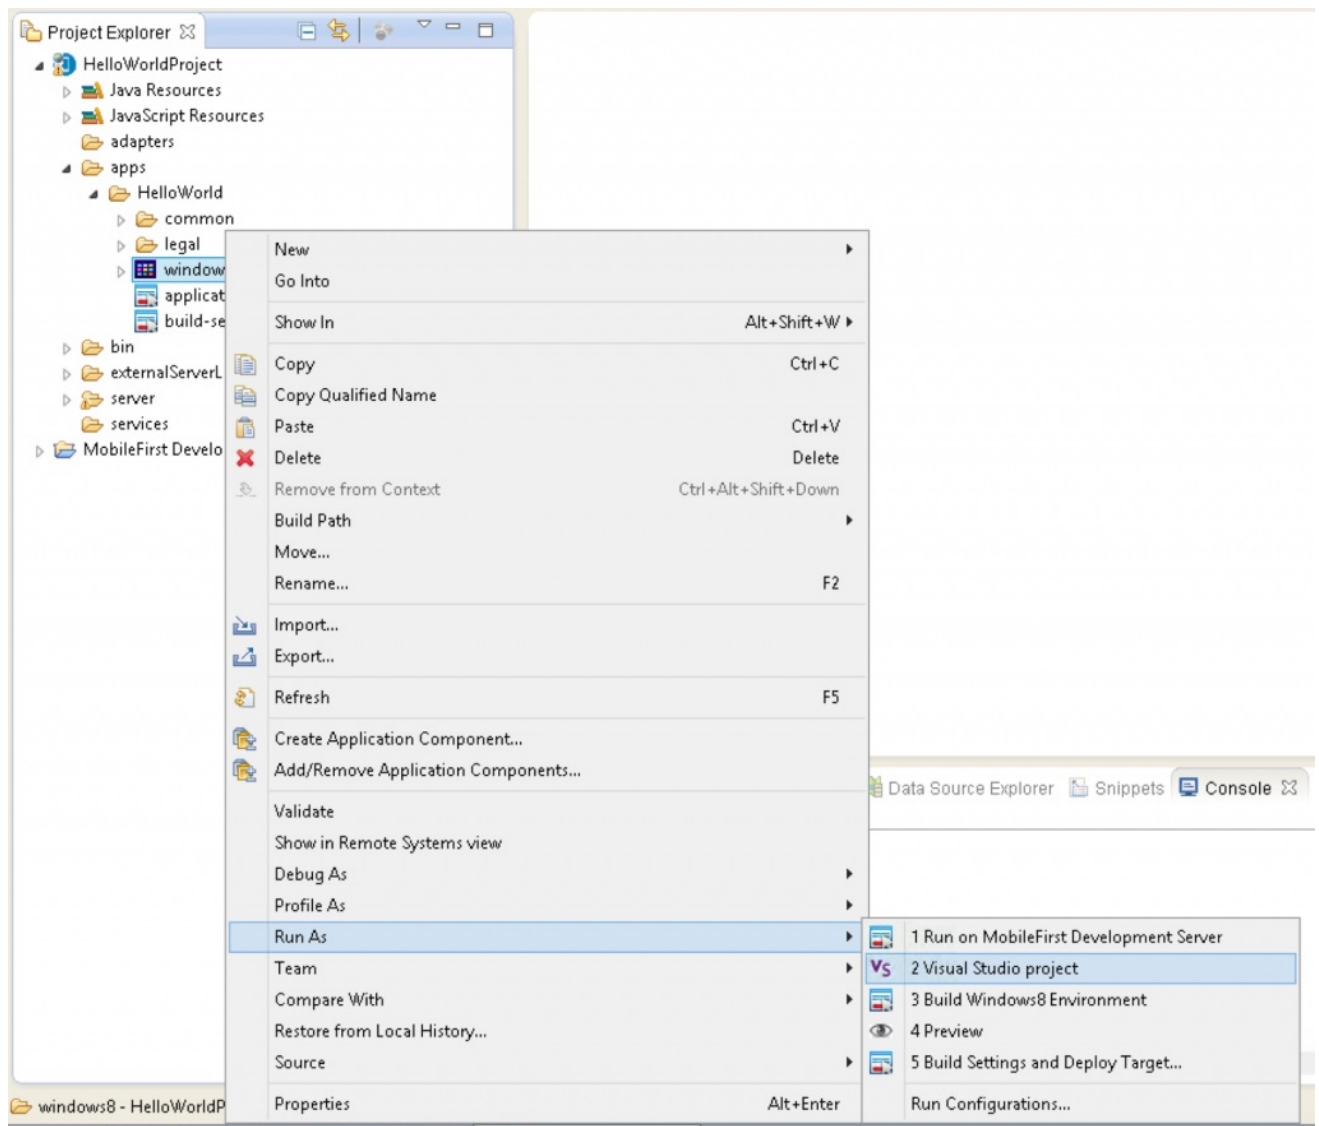 Project Explorer
HelloWorldProject
Java Resources
JavaScript Resources
adapters
apps
HelloWorld
common
legal
window
applicat
build-se
bin
externalServerL
server
services
MobileFirst Develo
New
Go Into
Show In Alt+Shift+W
Copy Ctrl+C
Copy Qualified Name
Paste Ctrl+V
Delete Delete
Remove from Context Ctrl+Alt+Shift+Down
Build Path
Move...
Rename... F2
Import...
Export...
Refresh F5
Create Application Component...
Add/Remove Application Components...
Validate
Show in Remote Systems view
Debug As
Profile As
Run As
Team
Compare With
Restore from Local History...
Source
Properties Alt+Enter
Data Source Explorer Snippets Console
1 Run on MobileFirst Development Server
VS 2 Visual Studio project
3 Build Windows8 Environment
4 Preview
5 Build Settings and Deploy Target...
Run Configurations...
windows8 - HelloWorldP